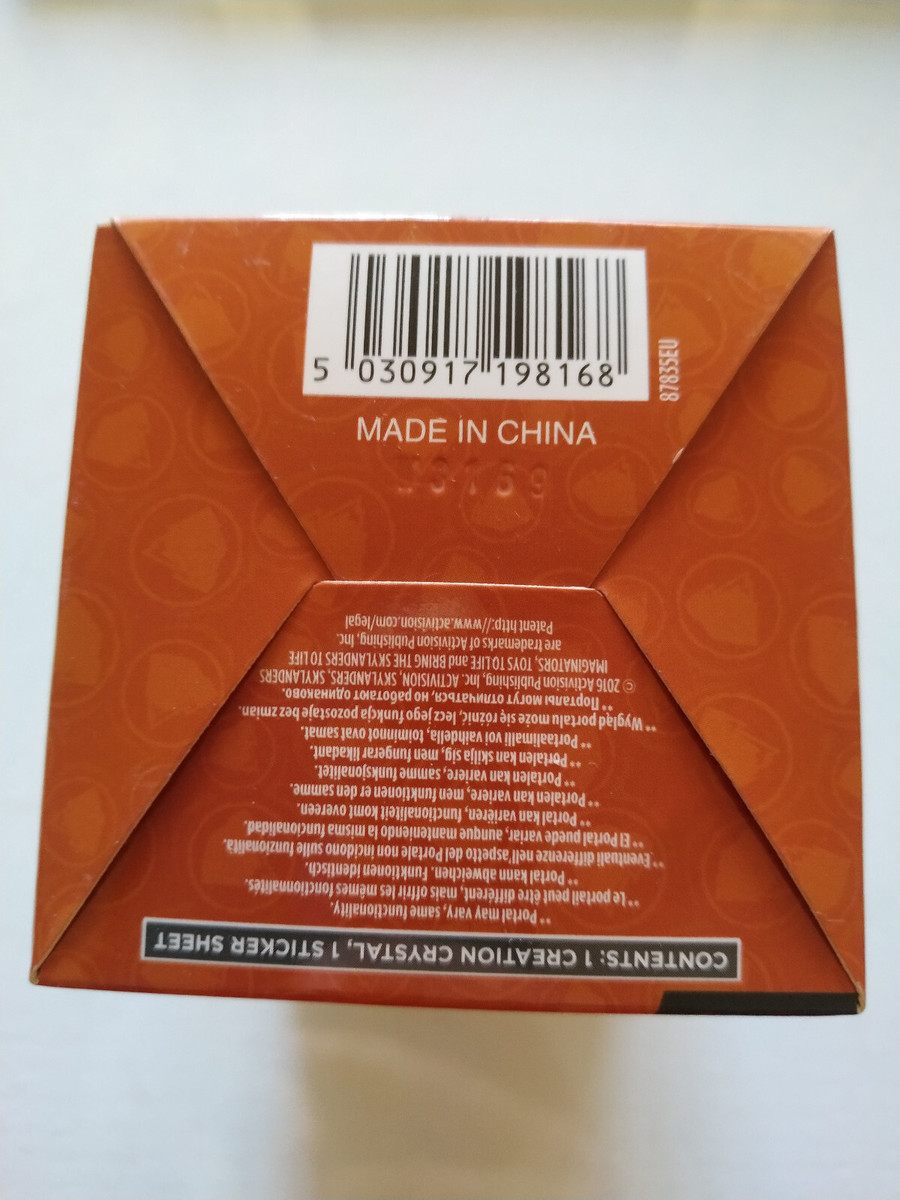 5 030917 198168
87835EU
MADE IN CHINA
CONTENTS: 1 CREATION CRYSTAL, 1 STICKER SHEET
** Portal may vary, same functionality.
** Le portail peut être différent, mais offrir les mêmes fonctionnalités.
** Portal kann abweichen. Funktionen identisch.
** Eventuali differenze nell'aspetto del Portale non incidono sulle funzionalità.
** El Portal puede variar, aunque manteniendo la misma funcionalidad.
** Portal kan variëren, functionaliteit komt overeen.
** Portalen kan variere, men funktionen er den samme.
** Portalen kan variere, samme funksjonalitet.
** Portalen kan skilja sig, men fungerar likadant.
** Portaalimalli voi vaihdella, toiminnot ovat samat.
** Wygląd portalu może się różnić, lecz jego funkcja pozostaje bez zmian.
** Порталы могут отличаться, но работают одинаково.
© 2016 Activision Publishing, Inc. ACTIVISION, SKYLANDERS, SKYLANDERS
IMAGINATORS, TOYS TO LIFE and BRING THE SKYLANDERS TO LIFE
are trademarks of Activision Publishing, Inc.
Patent http://www.activision.com/legal